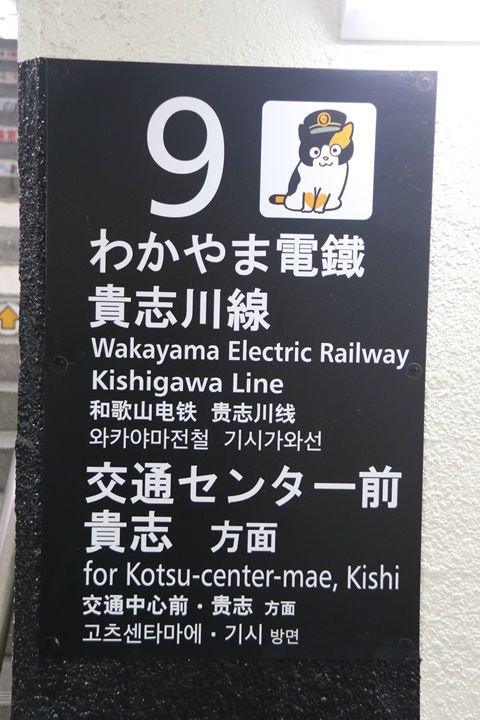 9
わかやま電鐵
貴志川線
Wakayama Electric Railway
Kishigawa Line
和歌山电铁 贵志川线
와카야마전철 기시가와선
交通センター前
貴志 方面
for Kotsu-center-mae, Kishi
交通中心前・贵志 方面
고츠센타마에・기시 방면